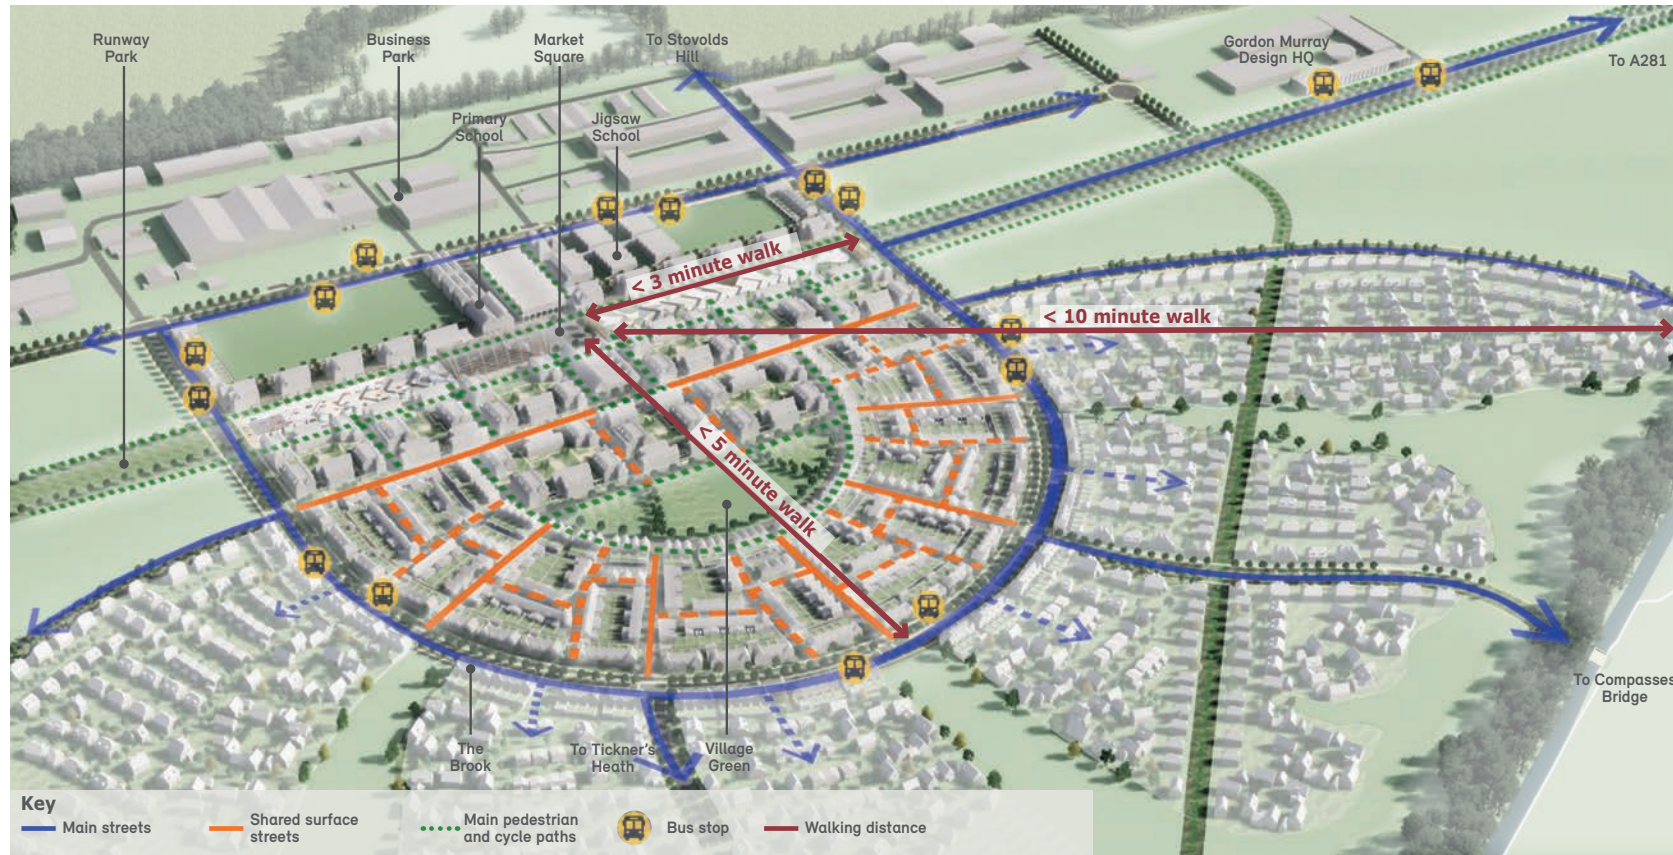 Runway
Park
Business
Park
Market
Square
To Stovolds
Hill
Gordon Murray
Design HQ
To A281
Primary
School
Jigsaw
School
< 3 minute walk
< 10 minute walk
< 5 minute walk
To Compasses
Bridge
The
Brook
To Tickner's
Heath
Village
Green
Key
Main streets
Shared surface
streets
Main pedestrian
and cycle paths
Bus stop
Walking distance